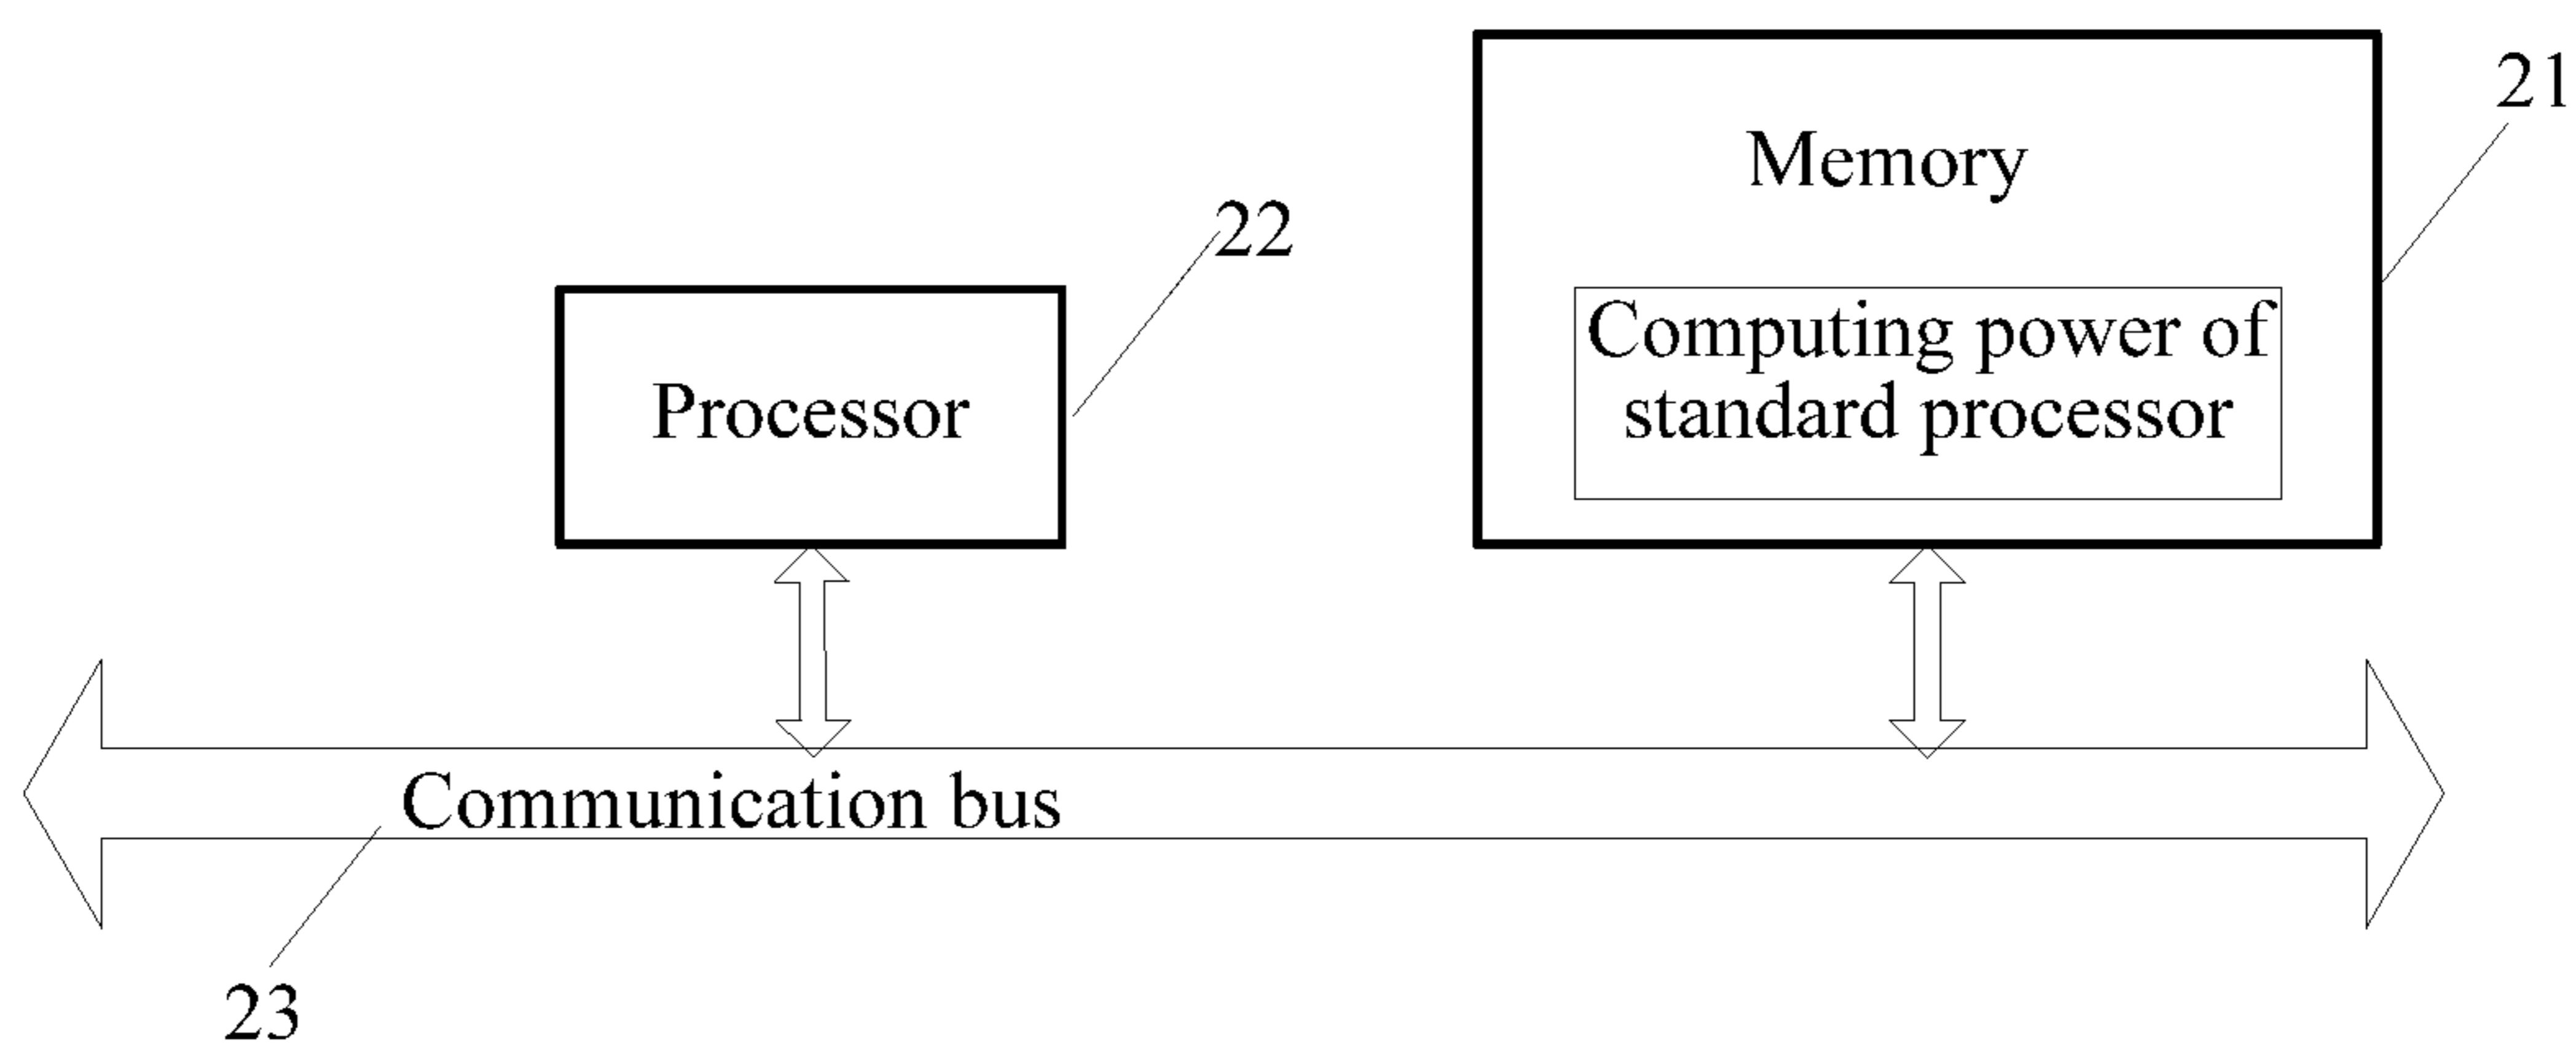 21
Memory
22
Computing power of
standard processor
Processor
Communication bus
23